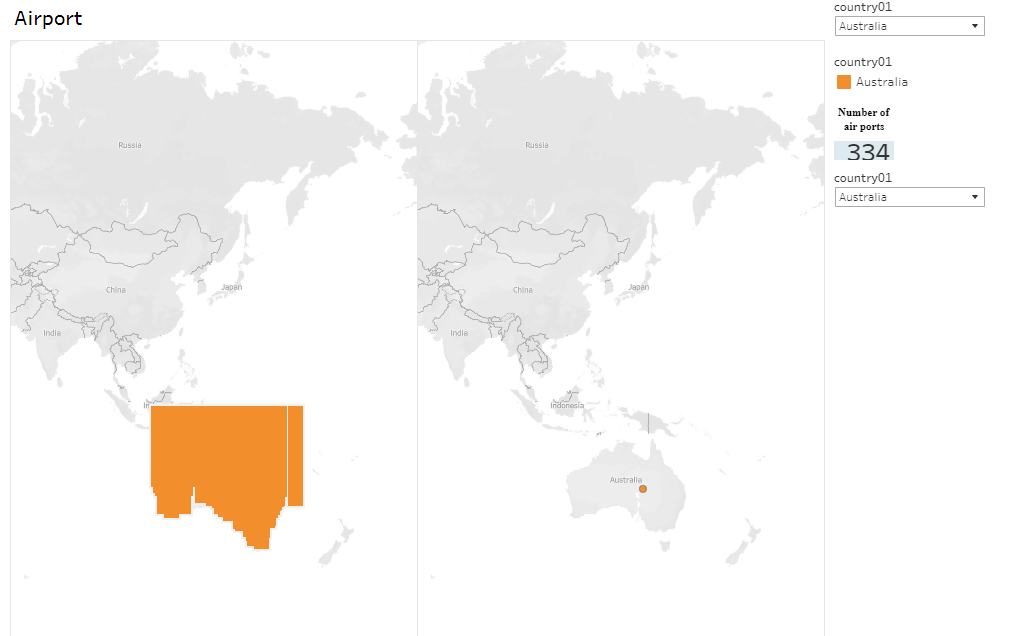 Airport
Russia
China
Japan
India
In
Russia
China
Japan
India
Indonesia
Australia
country01
Australia
country01
Australia
Number of
air ports
334
country01
Australia